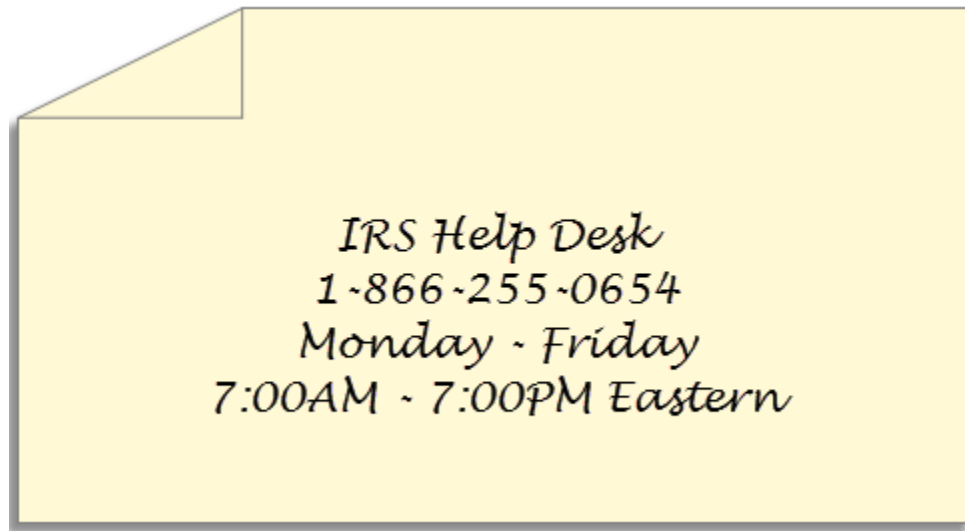 IRS Help Desk
1-866-255-0654
Monday - Friday
7:00AM - 7:00PM Eastern